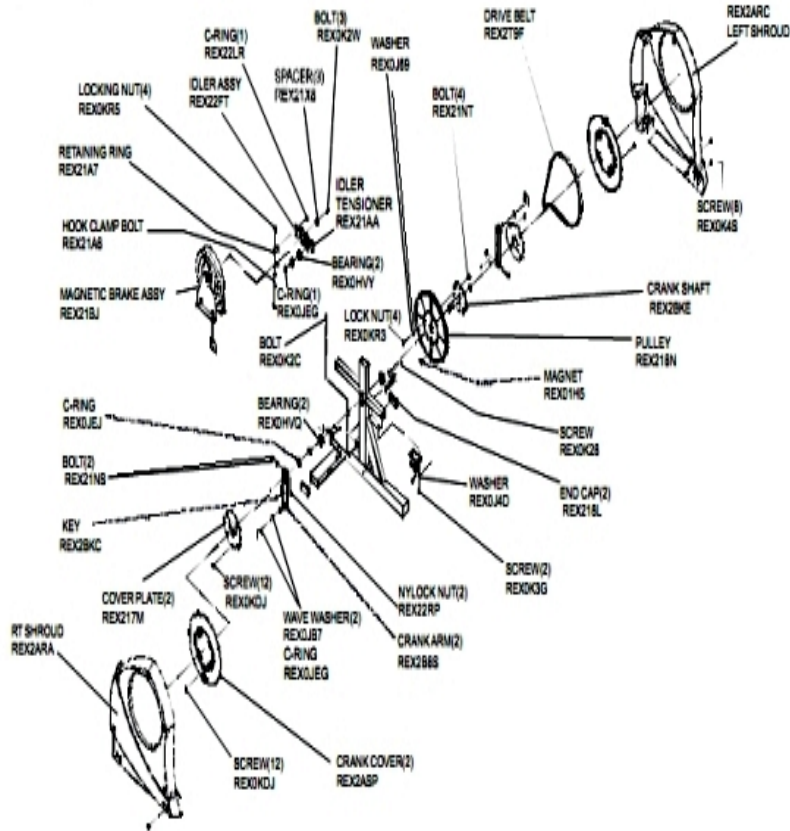 C-RING(1)
REX22LR
BOLT(3)
REX0K2W
WASHER
REX0J89
DRIVE BELT
REX2T9F
REX2ARC
LEFT SHROUD
LOCKING NUT(4)
REX0KR5
IDLER ASSY
REX22FT
SPACER(3)
REX21X8
BOLT(4)
REX21NT
RETAINING RING
REX21A7
IDLER
TENSIONER
REX21AA
SCREW(8)
REX0K4S
HOOK CLAMP BOLT
REX21A8
BEARING(2)
REX0HVY
MAGNETIC BRAKE ASSY
REX21BJ
C-RING(1)
REX0JEG
CRANK SHAFT
REX2BKE
BOLT
REX0K2C
LOCK NUT(4)
REX0KR3
PULLEY
REX218N
MAGNET
REX01H5
C-RING
REX0JEJ
BEARING(2)
REX0HVQ
SCREW
REX0K28
BOLT(2)
REX21NS
WASHER
REX0J4D
END CAP(2)
REX218L
KEY
REX2BKC
SCREW(2)
REX0K3G
COVER PLATE(2)
REX217M
SCREW(12)
REX0KDJ
NYLOCK NUT(2)
REX22RP
WAVE WASHER(2)
REX0JB7
C-RING
REX0JEG
CRANK ARM(2)
REX2B8S
RT SHROUD
REX2ARA
SCREW(12)
REX0KDJ
CRANK COVER(2)
REX2ASP